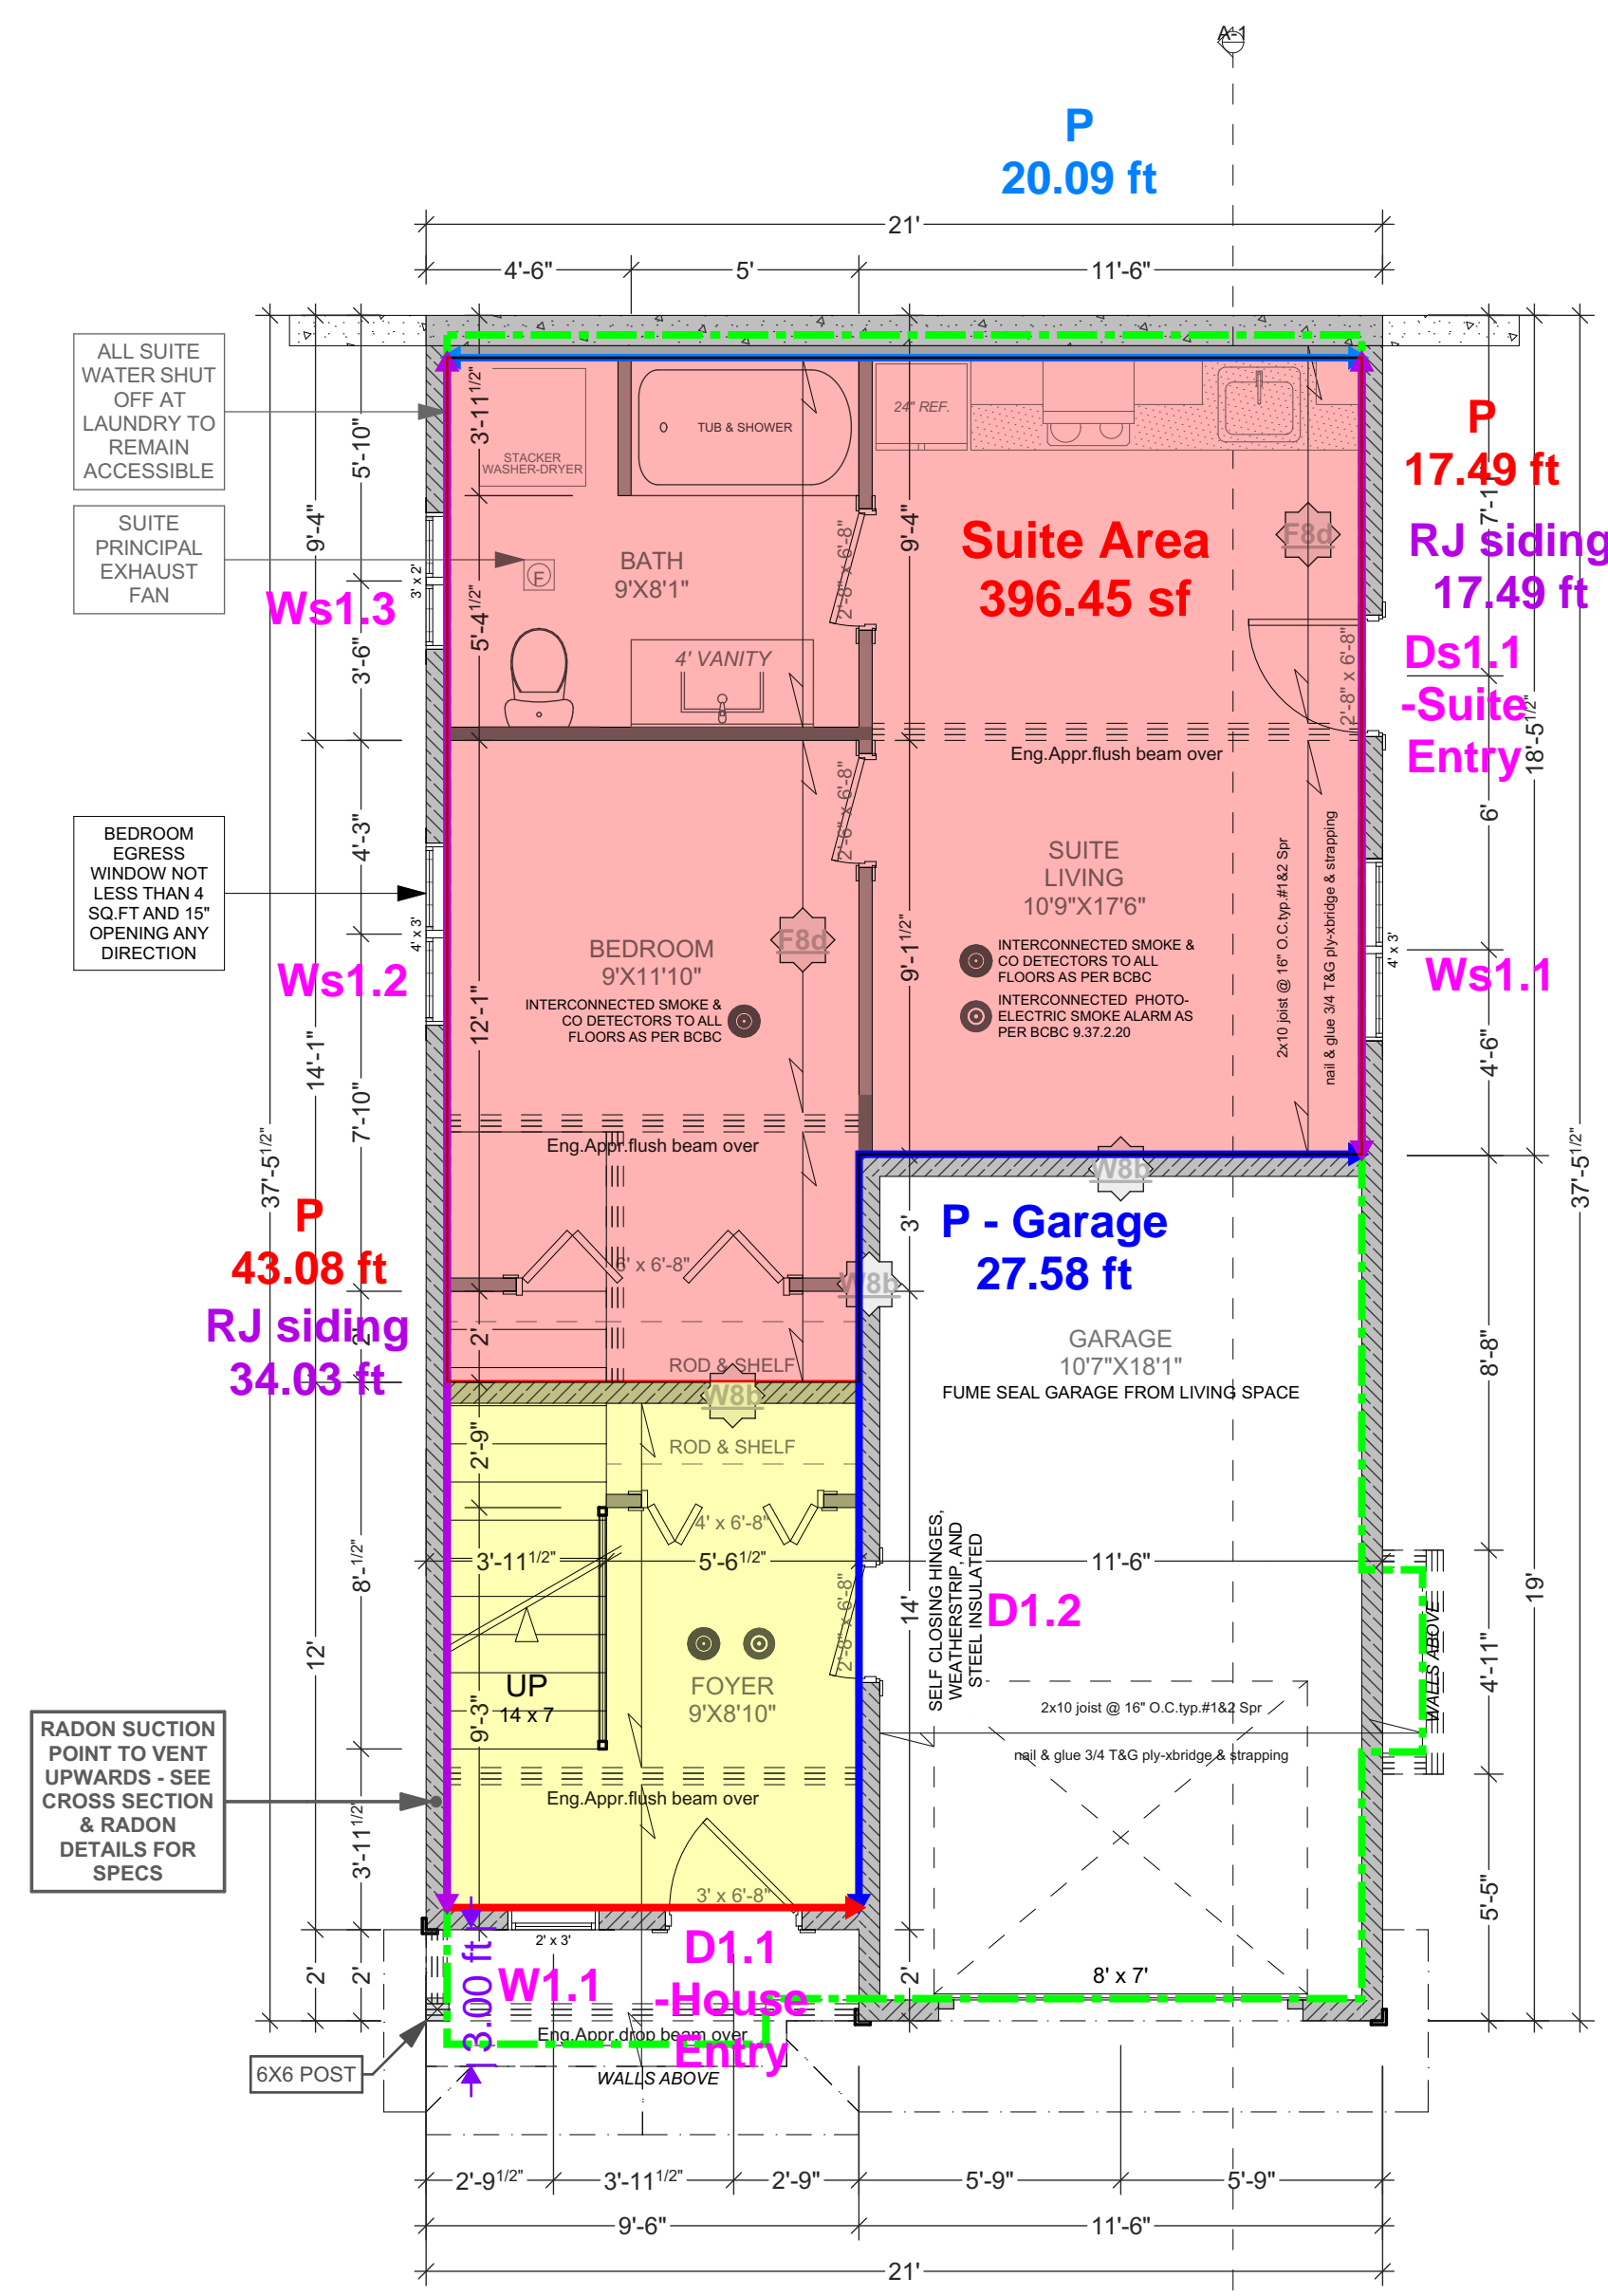 A-1
P
20.09 ft
21'
4'-6"
5'
11'-6"
ALL SUITE
WATER SHUT
OFF AT
LAUNDRY TO
REMAIN
ACCESSIBLE
SUITE
PRINCIPAL
EXHAUST
FAN
5'-10"
9'-4"
3'-6"
3' x 2'
Ws1.3
3'-11 1/2"
5'-4 1/2"
STACKER
WASHER-DRYER
TUB & SHOWER
24" REF.
F
BATH
9'X8'1"
4' VANITY
2'-8" x 6'-8"
9'-4"
Suite Area
396.45 sf
F8d
P
17.49 ft
7'-1
RJ siding
17.49 ft
Ds1.1
-Suite
Entry
2'-8" x 6'-8"
18'-5 1/2"
6'
Eng.Appr.flush beam over
BEDROOM
EGRESS
WINDOW NOT
LESS THAN 4
SQ.FT AND 15"
OPENING ANY
DIRECTION
4'-3"
4' x 3'
Ws1.2
14'-1"
7'-10"
37'-5 1/2"
12'-1"
2'-6" x 6'-8"
F8d
BEDROOM
9'X11'10"
INTERCONNECTED SMOKE &
CO DETECTORS TO ALL
FLOORS AS PER BCBC
9'-1 1/2"
SUITE
LIVING
10'9"X17'6"
INTERCONNECTED SMOKE &
CO DETECTORS TO ALL
FLOORS AS PER BCBC
INTERCONNECTED PHOTO-
ELECTRIC SMOKE ALARM AS
PER BCBC 9.37.2.20
2x10 joist @ 16" O.C.typ.#1&2 Spr
nail & glue 3/4 T&G ply-xbridge & strapping
4' x 3'
Ws1.1
4'-6"
37'-5 1/2"
Eng.Appr.flush beam over
W8b
P
43.08 ft
RJ siding
34.03 ft
2'
6' x 6'-8"
2'
ROD & SHELF
W8b
3'
P - Garage
27.58 ft
GARAGE
10'7"X18'1"
FUME SEAL GARAGE FROM LIVING SPACE
8'-8"
W8b
2'-9"
ROD & SHELF
4' x 6'-8"
8'-1/2"
3'-11 1/2"
5'-6 1/2"
11'-6"
12'
14'
2'-8" x 6'-8"
SELF CLOSING HINGES,
WEATHERSTRIP, AND
STEEL INSULATED
D1.2
19'
4'-11"
WALLS ABOVE
UP
14 x 7
9'-3"
FOYER
9'X8'10"
2x10 joist @ 16" O.C.typ.#1&2 Spr
nail & glue 3/4 T&G ply-xbridge & strapping
RADON SUCTION
POINT TO VENT
UPWARDS - SEE
CROSS SECTION
& RADON
DETAILS FOR
SPECS
3'-11 1/2"
Eng.Appr.flush beam over
3' x 6'-8"
5'-5"
2' x 3'
D1.1
-House
Entry
W1.1
3.00 ft
2'
2'
2'
8' x 7'
Eng.Appr.drop beam over
6X6 POST
WALLS ABOVE
2'-9 1/2"
3'-11 1/2"
2'-9"
5'-9"
5'-9"
9'-6"
11'-6"
21'